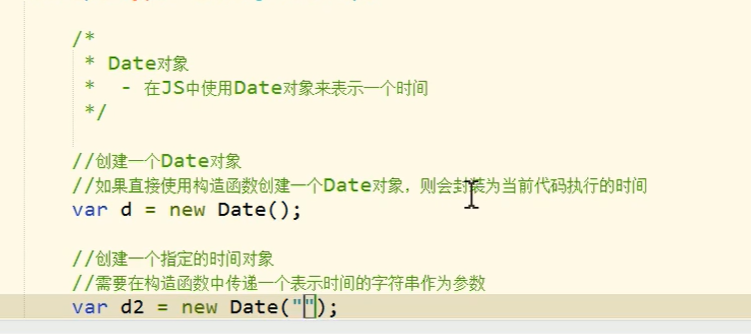 /*
* Date对象
* - 在JS中使用Date对象来表示一个时间
*/
//创建一个Date对象
//如果直接使用构造函数创建一个Date对象，则会封装为当前代码执行的时间
var d = new Date();
//创建一个指定的时间对象
//需要在构造函数中传递一个表示时间的字符串作为参数
var d2 = new Date("");